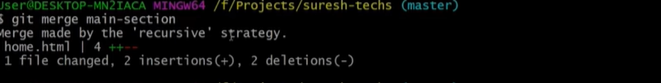 User@DESKTOP-MN2IACA MINGW64 /f/Projects/suresh-techs (master)
$ git merge main-section
Merge made by the 'recursive' strategy.
home.html | 4 ++--
1 file changed, 2 insertions(+), 2 deletions(-)